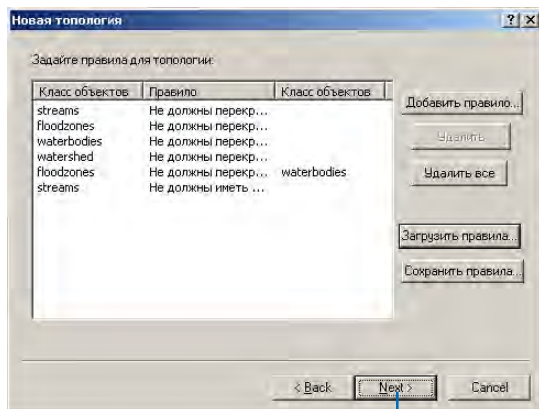 Новая топология
Задайте правила для топологии:
Класс объектов Правило Класс объектов
streams Не должны перекр...
floodzones Не должны перекр...
waterbodies Не должны перекр...
watershed Не должны перекр...
floodzones Не должны перекр... waterbodies
streams Не должны иметь ...
Добавить правило...
Удалить
Удалить все
Загрузить правила...
Сохранить правила...
< Back Next > Cancel